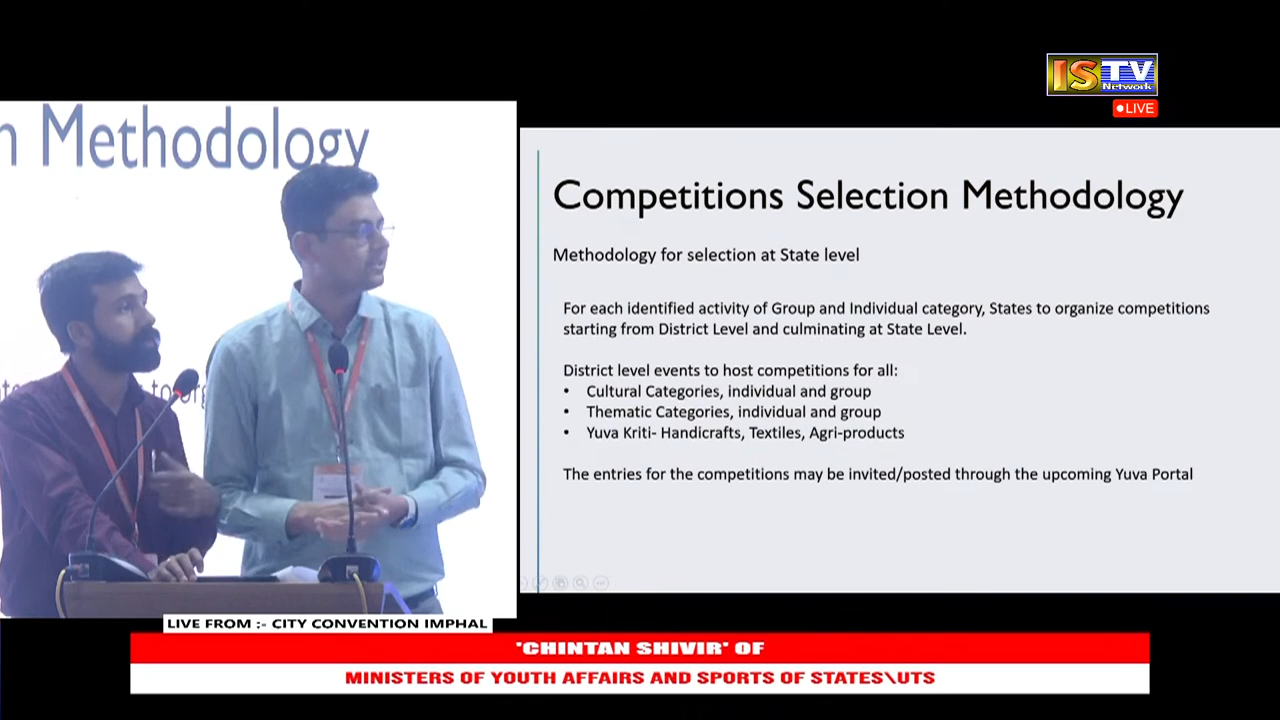 IS TV
Network
LIVE
n Methodology
Competitions Selection Methodology
Methodology for selection at State level
For each identified activity of Group and Individual category, States to organize competitions
starting from District Level and culminating at State Level.
District level events to host competitions for all:
• Cultural Categories, individual and group
• Thematic Categories, individual and group
• Yuva Kriti- Handicrafts, Textiles, Agri-products
The entries for the competitions may be invited/posted through the upcoming Yuva Portal
to org
LIVE FROM :- CITY CONVENTION IMPHAL
'CHINTAN SHIVIR' OF
MINISTERS OF YOUTH AFFAIRS AND SPORTS OF STATES\UTS